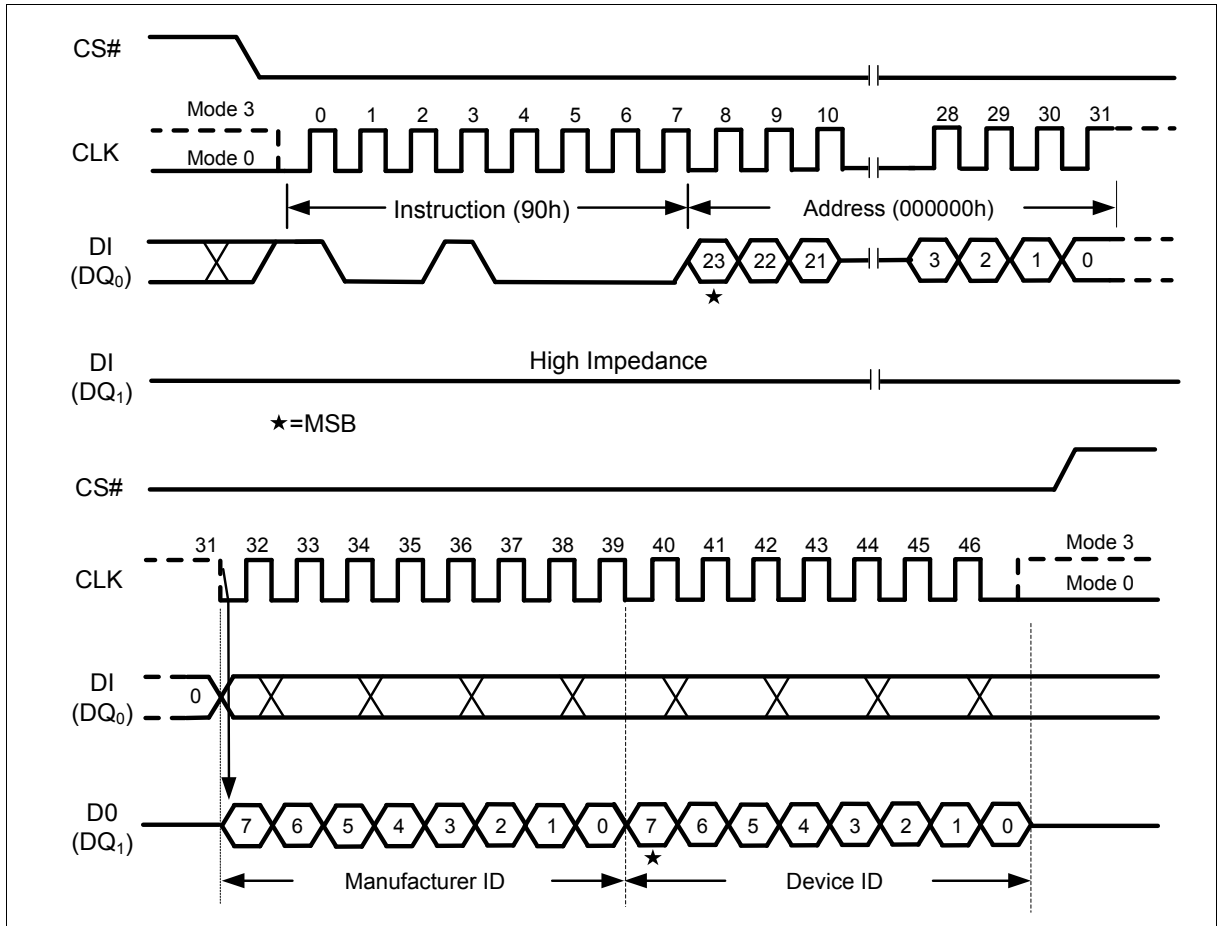 CS#
Mode 3
0 1 2 3 4 5 6 7 8 9 10 28 29 30 31
CLK
Mode 0
Instruction (90h) Address (000000h)
DI
(DQ0)
23 22 21 3 2 1 0
★
High Impedance
DI
(DQ1)
★=MSB
CS#
31 32 33 34 35 36 37 38 39 40 41 42 43 44 45 46 Mode 3
CLK
Mode 0
DI
(DQ0)
0
D0
(DQ1)
7 6 5 4 3 2 1 0 7 6 5 4 3 2 1 0
★
Manufacturer ID Device ID